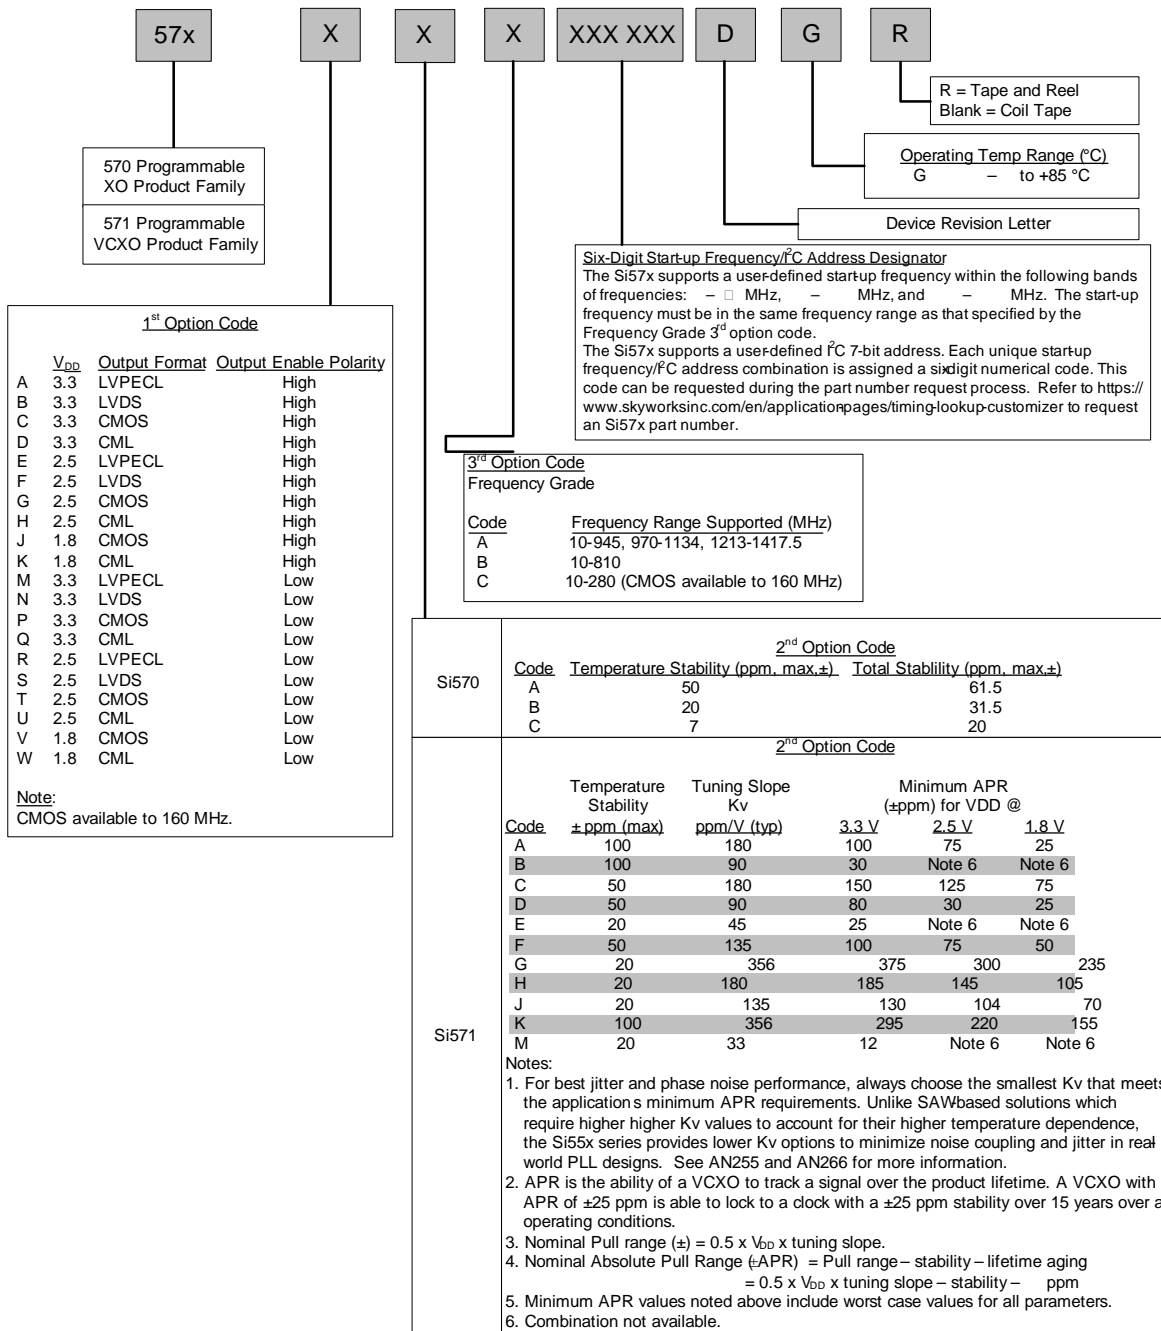 57x X X X XXX XXX D G R
R = Tape and Reel
Blank = Coil Tape
Operating Temp Range (°C)
G – to +85 °C
Device Revision Letter
570 Programmable
XO Product Family
571 Programmable
VCXO Product Family
Six-Digit Start-up Frequency/I²C Address Designator
The Si57x supports a user-defined start-up frequency within the following bands
of frequencies: – □ MHz, – MHz, and – MHz. The start-up
frequency must be in the same frequency range as that specified by the
Frequency Grade 3rd option code.
The Si57x supports a user-defined I²C 7-bit address. Each unique start-up
frequency/I²C address combination is assigned a six-digit numerical code. This
code can be requested during the part number request process. Refer to https://
www.skyworksinc.com/en/application-pages/timing-lookup-customizer to request
an Si57x part number.
1st Option Code
VDD Output Format Output Enable Polarity
A 3.3 LVPECL High
B 3.3 LVDS High
C 3.3 CMOS High
D 3.3 CML High
E 2.5 LVPECL High
F 2.5 LVDS High
G 2.5 CMOS High
H 2.5 CML High
J 1.8 CMOS High
K 1.8 CML High
M 3.3 LVPECL Low
N 3.3 LVDS Low
P 3.3 CMOS Low
Q 3.3 CML Low
R 2.5 LVPECL Low
S 2.5 LVDS Low
T 2.5 CMOS Low
U 2.5 CML Low
V 1.8 CMOS Low
W 1.8 CML Low
Note:
CMOS available to 160 MHz.
3rd Option Code
Frequency Grade
Code Frequency Range Supported (MHz)
A 10-945, 970-1134, 1213-1417.5
B 10-810
C 10-280 (CMOS available to 160 MHz)
Si570
2nd Option Code
Code Temperature Stability (ppm, max,±) Total Stablility (ppm, max,±)
A 50 61.5
B 20 31.5
C 7 20
Si571
2nd Option Code
Temperature Tuning Slope Minimum APR
Stability Kv (±ppm) for VDD @
Code ± ppm (max) ppm/V (typ) 3.3 V 2.5 V 1.8 V
A 100 180 100 75 25
B 100 90 30 Note 6 Note 6
C 50 180 150 125 75
D 50 90 80 30 25
E 20 45 25 Note 6 Note 6
F 50 135 100 75 50
G 20 356 375 300 235
H 20 180 185 145 105
J 20 135 130 104 70
K 100 356 295 220 155
M 20 33 12 Note 6 Note 6
Notes:
1. For best jitter and phase noise performance, always choose the smallest Kv that meets
the applications minimum APR requirements. Unlike SAW-based solutions which
require higher higher Kv values to account for their higher temperature dependence,
the Si55x series provides lower Kv options to minimize noise coupling and jitter in real-
world PLL designs. See AN255 and AN266 for more information.
2. APR is the ability of a VCXO to track a signal over the product lifetime. A VCXO with
APR of ±25 ppm is able to lock to a clock with a ±25 ppm stability over 15 years over a
operating conditions.
3. Nominal Pull range (±) = 0.5 x VDD x tuning slope.
4. Nominal Absolute Pull Range (±APR) = Pull range – stability – lifetime aging
= 0.5 x VDD x tuning slope – stability – ppm
5. Minimum APR values noted above include worst case values for all parameters.
6. Combination not available.